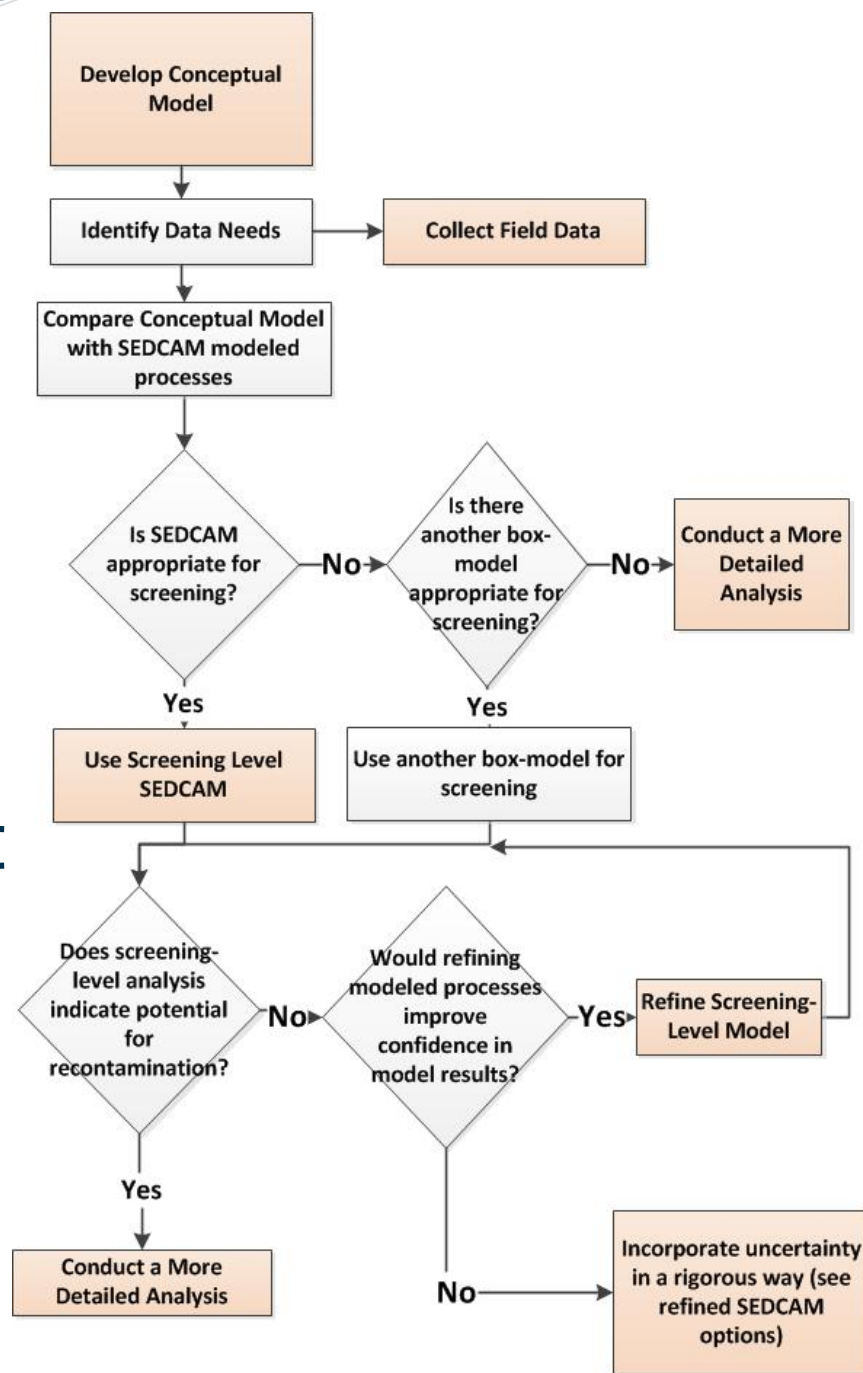 Develop Conceptual
Model
Identify Data Needs
Collect Field Data
Compare Conceptual Model
with SEDCAM modeled
processes
Is SEDCAM
appropriate for
screening?
No
Is there
another box-
model
appropriate for
screening?
No
Conduct a More
Detailed
Analysis
Yes
Yes
Use Screening Level
SEDCAM
Use another box-model for
screening
Does screening-
level analysis
indicate potential
for
recontamination?
No
Would refining
modeled processes
improve
confidence in
model results?
Yes
Refine Screening-
Level Model
Yes
Conduct a More
Detailed Analysis
No
Incorporate uncertainty
in a rigorous way (see
refined SEDCAM
options)